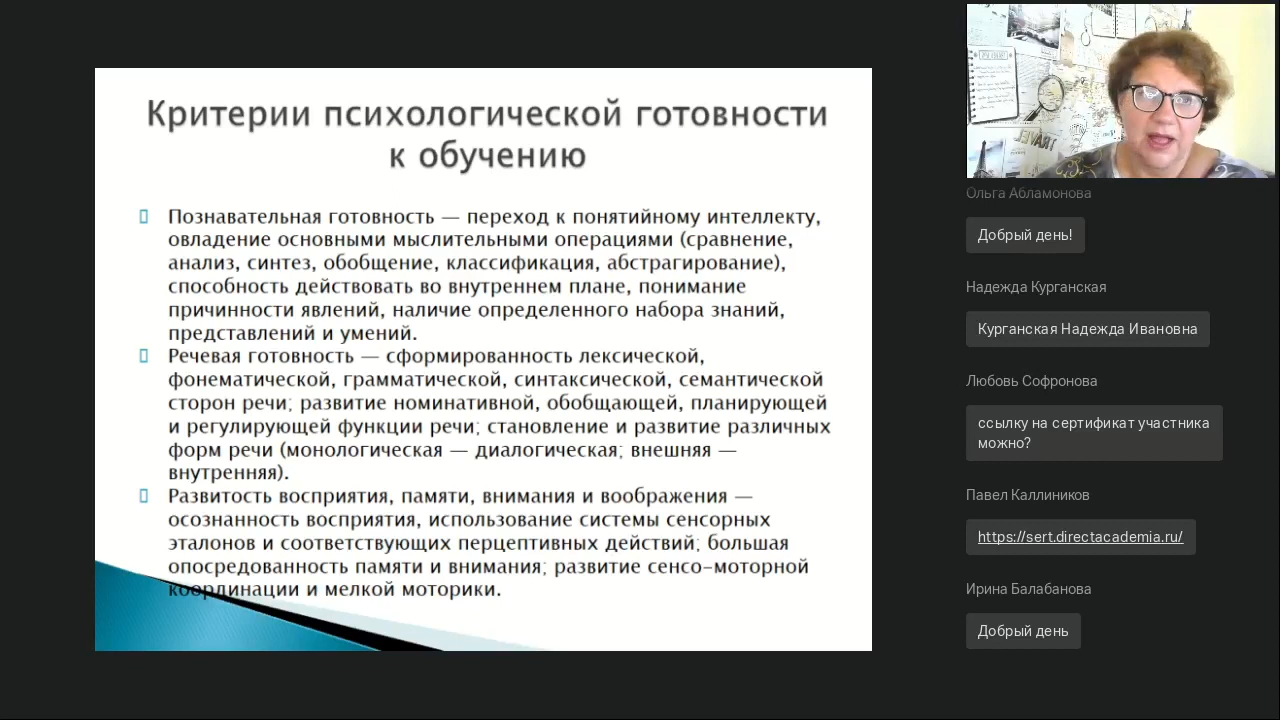 Критерии психологической готовности
к обучению
Познавательная готовность — переход к понятийному интеллекту,
овладение основными мыслительными операциями (сравнение,
анализ, синтез, обобщение, классификация, абстрагирование),
способность действовать во внутреннем плане, понимание
причинности явлений, наличие определенного набора знаний,
представлений и умений.
Речевая готовность — сформированность лексической,
фонематической, грамматической, синтаксической, семантической
сторон речи; развитие номинативной, обобщающей, планирующей
и регулирующей функции речи; становление и развитие различных
форм речи (монологическая — диалогическая; внешняя —
внутренняя).
Развитость восприятия, памяти, внимания и воображения —
осознанность восприятия, использование системы сенсорных
эталонов и соответствующих перцептивных действий; большая
опосредованность памяти и внимания; развитие сенсо-моторной
координации и мелкой моторики.
TRAVEL
Ольга Абламонова
Добрый день!
Надежда Курганская
Курганская Надежда Ивановна
Любовь Софронова
ссылку на сертификат участника
можно?
Павел Каллиников
https://sert.directacademia.ru/
Ирина Балабанова
Добрый день